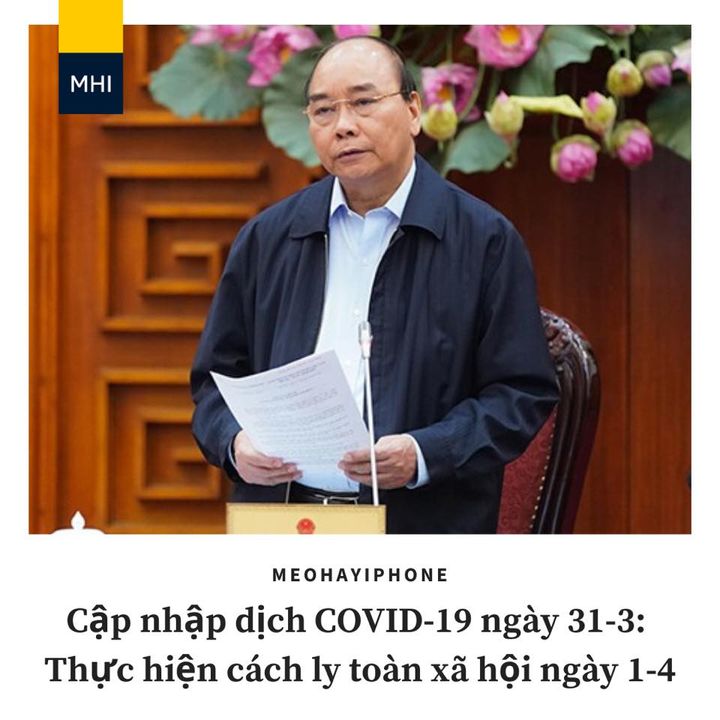 MHI
MEOHAYIPHONE
Cập nhập dịch COVID-19 ngày 31-3:
Thực hiện cách ly toàn xã hội ngày 1-4